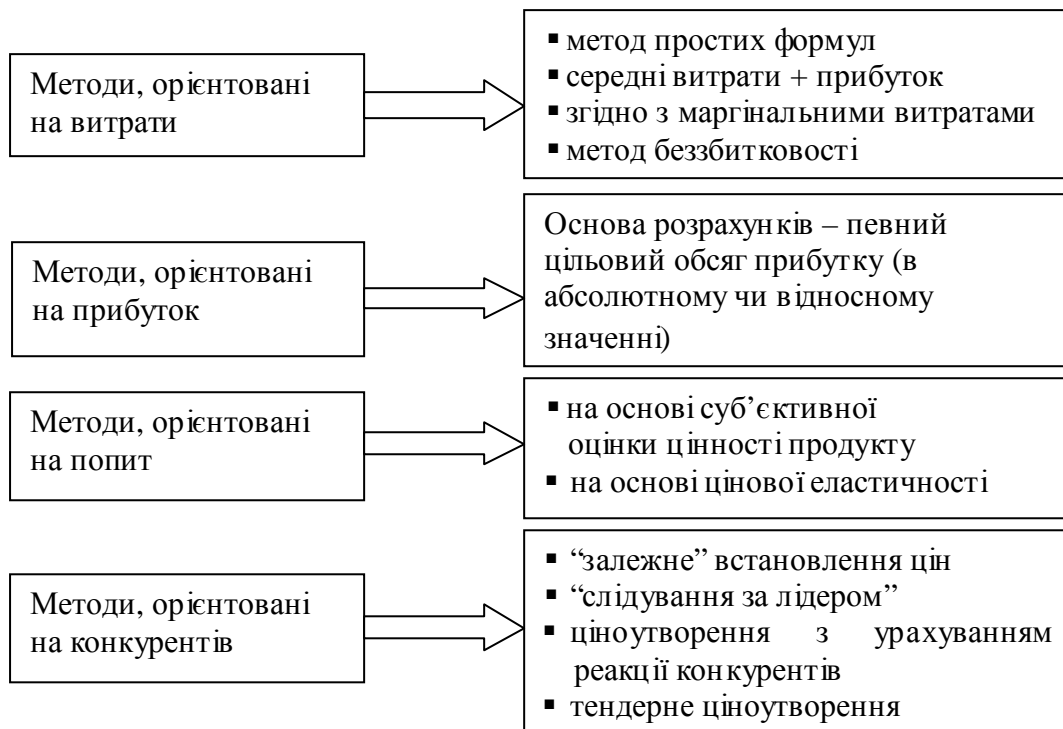 Методи, орієнтовані
на витрати
▪ метод простих формул
▪ середні витрати + прибуток
▪ згідно з маргінальними витратами
▪ метод беззбитковості
Методи, орієнтовані
на прибуток
Основа розрахунків – певний
цільовий обсяг прибутку (в
абсолютному чи відносному
значенні)
Методи, орієнтовані
на попит
▪ на основі суб’єктивної
оцінки цінності продукту
▪ на основі цінової еластичності
Методи, орієнтовані
на конкурентів
▪ “залежне” встановлення цін
▪ “слідування за лідером”
▪ ціноутворення з урахуванням
реакції конкурентів
▪ тендерне ціноутворення